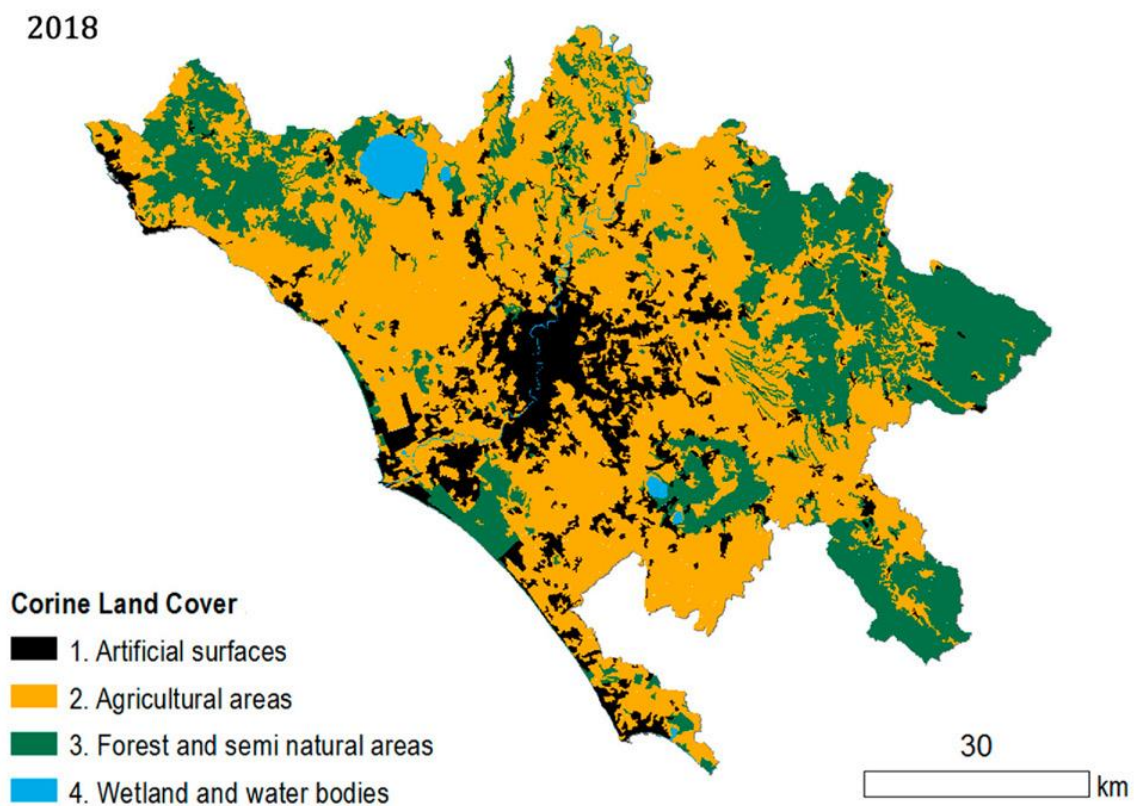 2018
Corine Land Cover
1. Artificial surfaces
2. Agricultural areas
3. Forest and semi natural areas
4. Wetland and water bodies
30
km